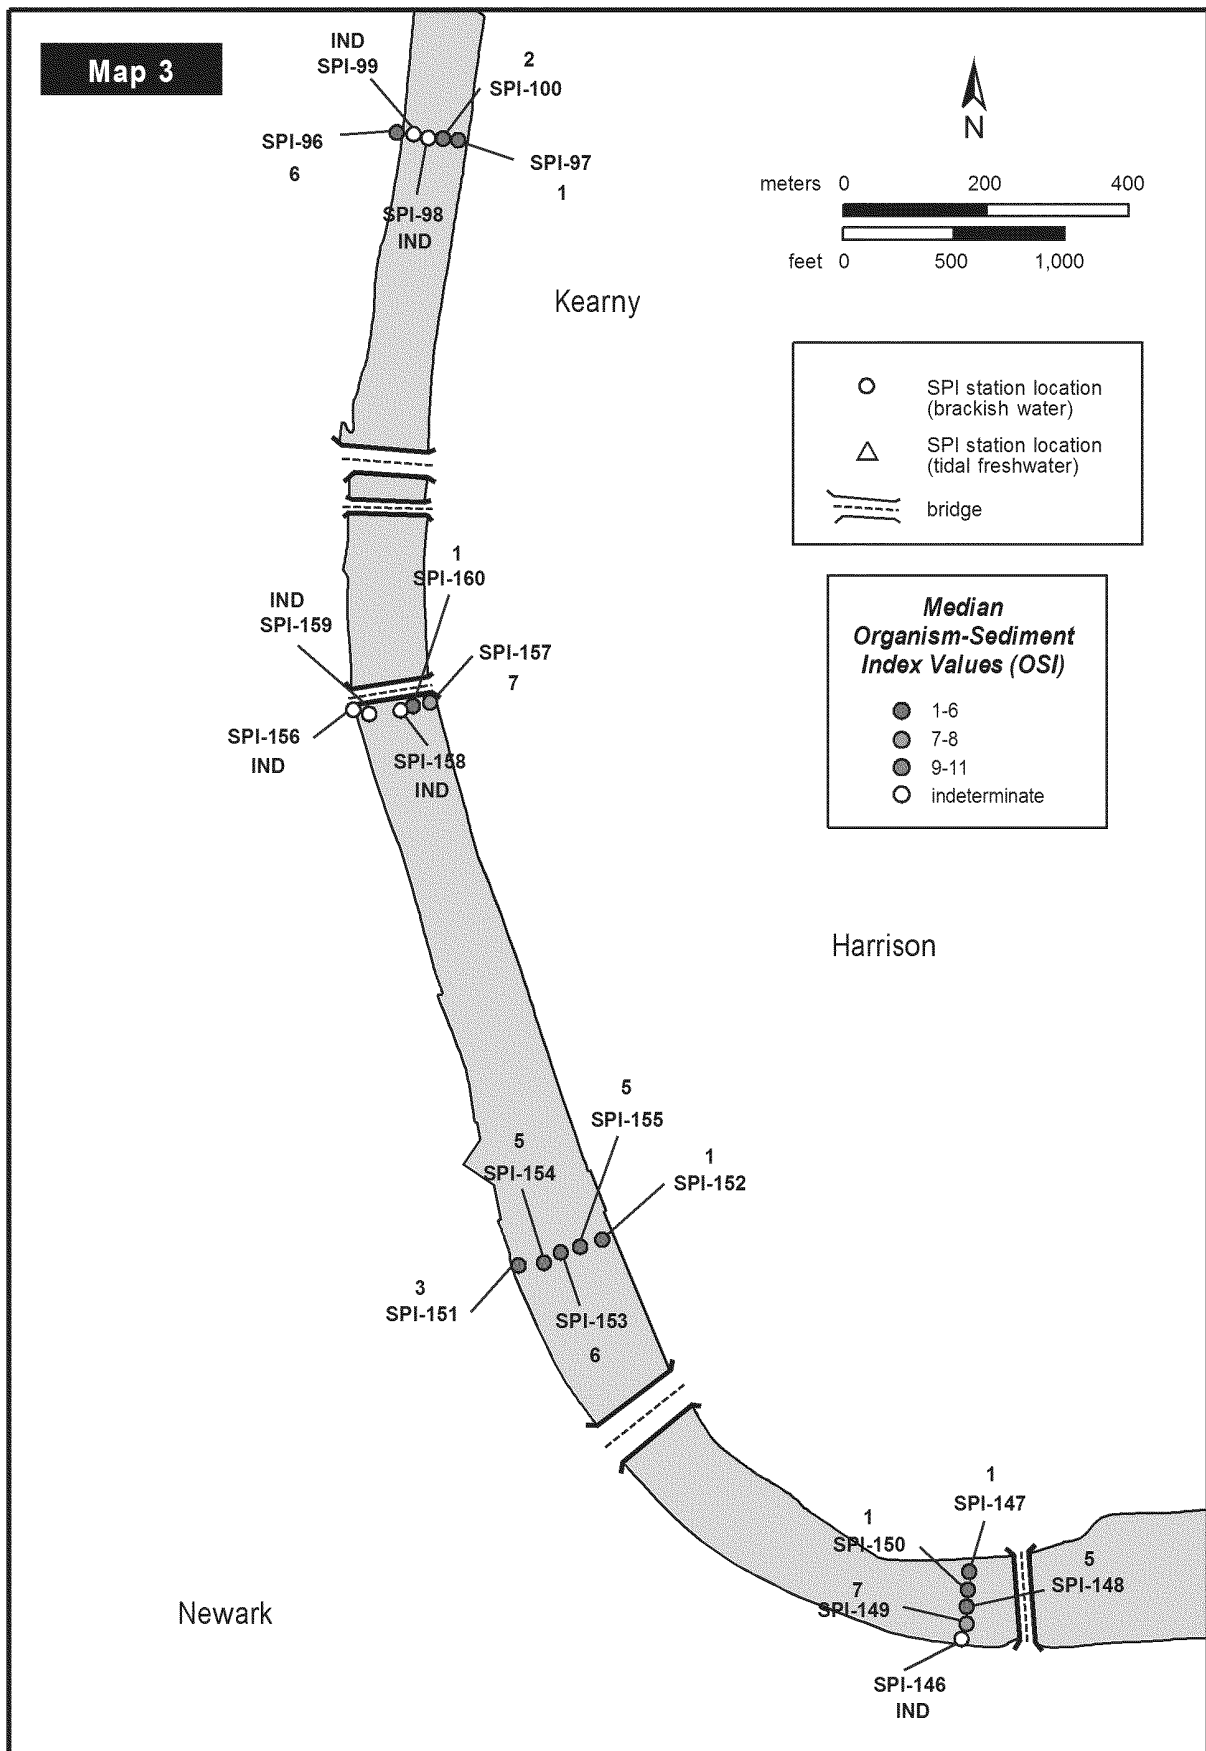 Map 3
IND
SPI-99
2
SPI-100
SPI-96
6
SPI-97
1
SPI-98
IND
N
meters 0 200 400
feet 0 500 1,000
Kearny
SPI station location
(brackish water)
SPI station location
(tidal freshwater)
bridge
1
SPI-160
IND
SPI-159
SPI-157
7
SPI-156
IND
SPI-158
IND
Median
Organism-Sediment
Index Values (OSI)
1-6
7-8
9-11
indeterminate
Harrison
5
SPI-155
5
SPI-154
1
SPI-152
3
SPI-151
SPI-153
6
1
SPI-147
1
SPI-150
5
SPI-148
7
SPI-149
Newark
SPI-146
IND